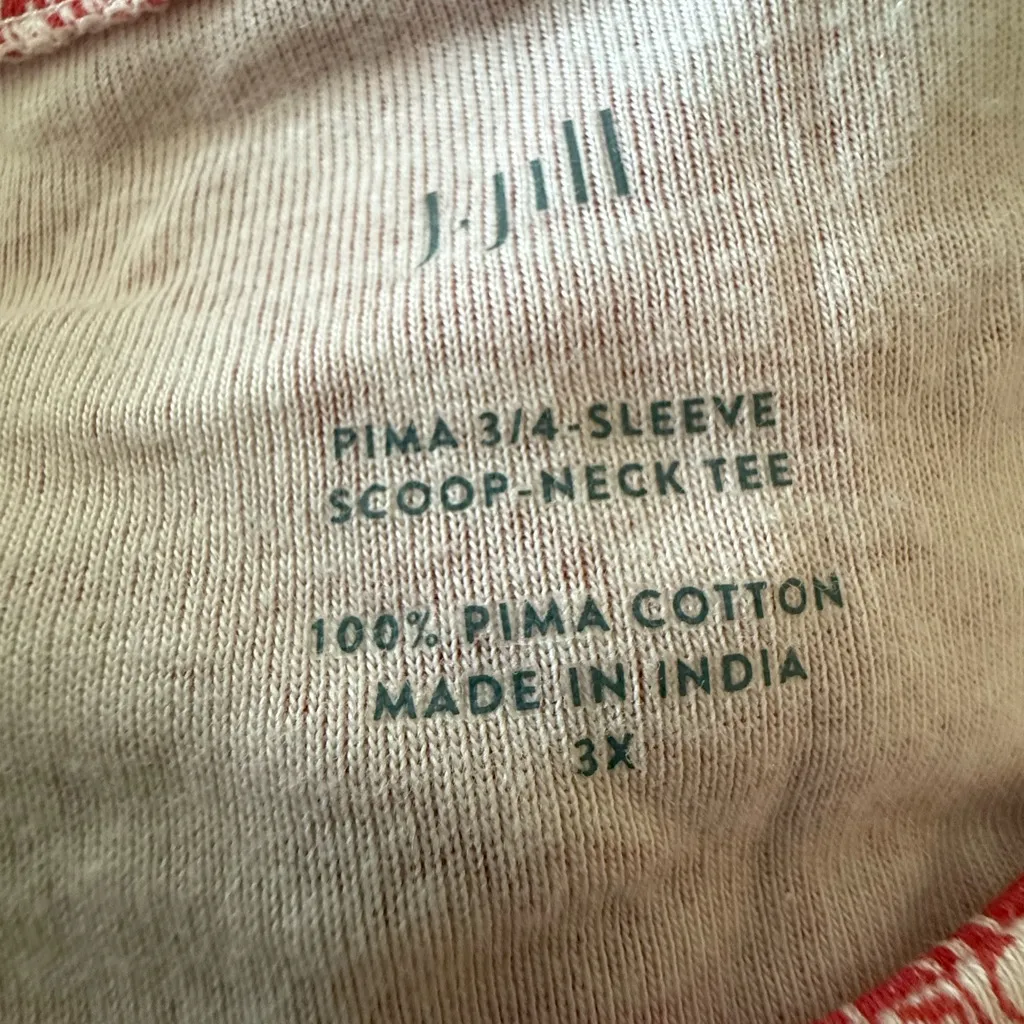 J.Jill
PIMA 3/4-SLEEVE
SCOOP-NECK TEE
100% PIMA COTTON
MADE IN INDIA
3X